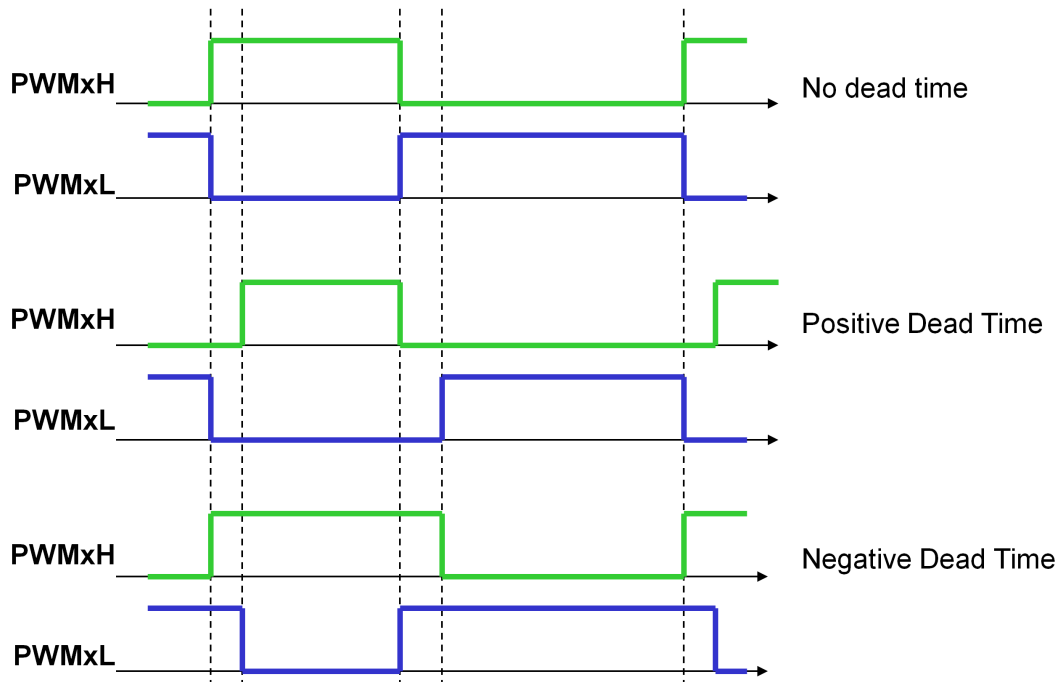 PWMxH
No dead time
PWMxL
PWMxH
Positive Dead Time
PWMxL
PWMxH
Negative Dead Time
PWMxL